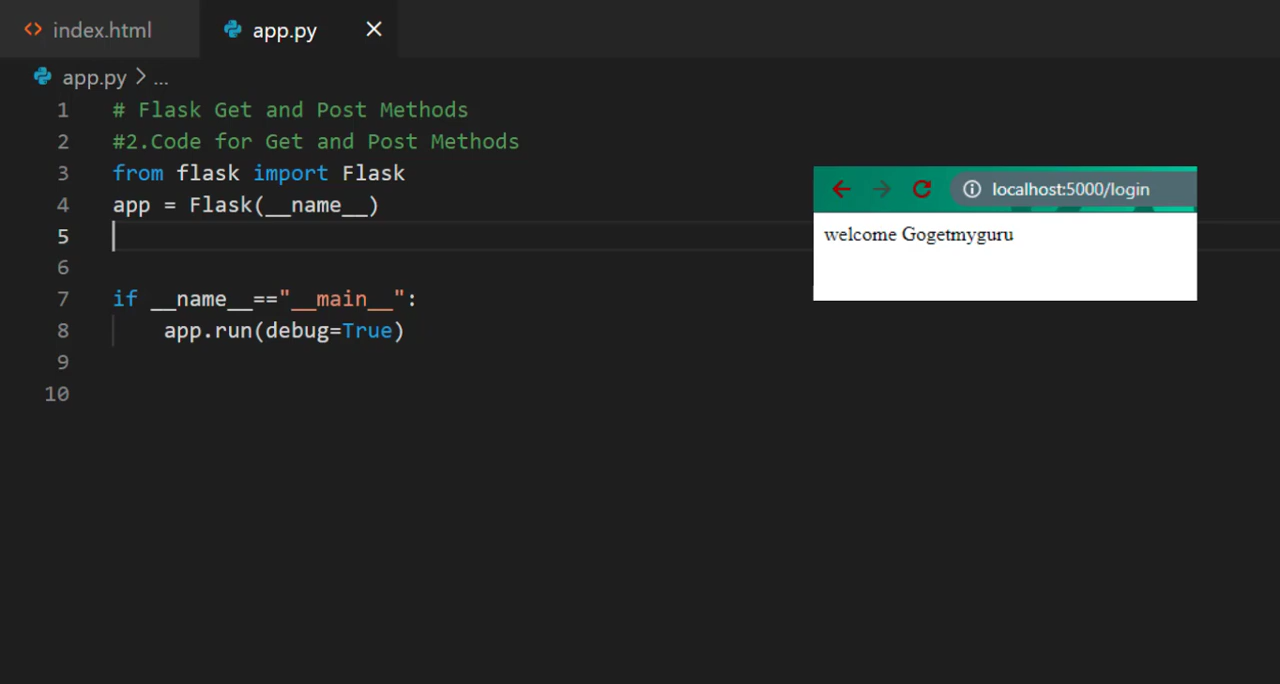 index.html
app.py
app.py > ...
1 # Flask Get and Post Methods
2 #2.Code for Get and Post Methods
3 from flask import Flask
4 app = Flask(__name__)
5
6
7 if __name__=="__main__":
8 app.run(debug=True)
9
10
localhost:5000/login
welcome Gogetmyguru